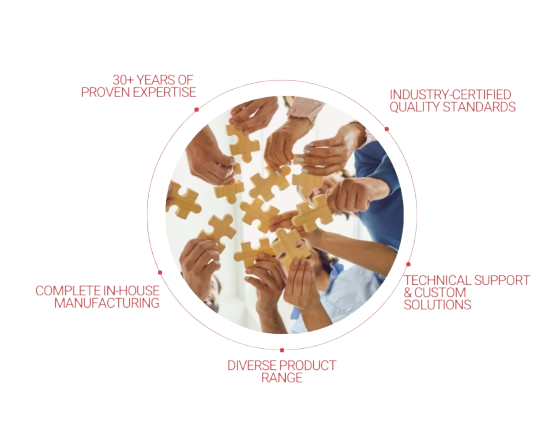 30+ YEARS OF
PROVEN EXPERTISE
INDUSTRY-CERTIFIED
QUALITY STANDARDS
COMPLETE IN-HOUSE
MANUFACTURING
TECHNICAL SUPPORT
& CUSTOM
SOLUTIONS
DIVERSE PRODUCT
RANGE